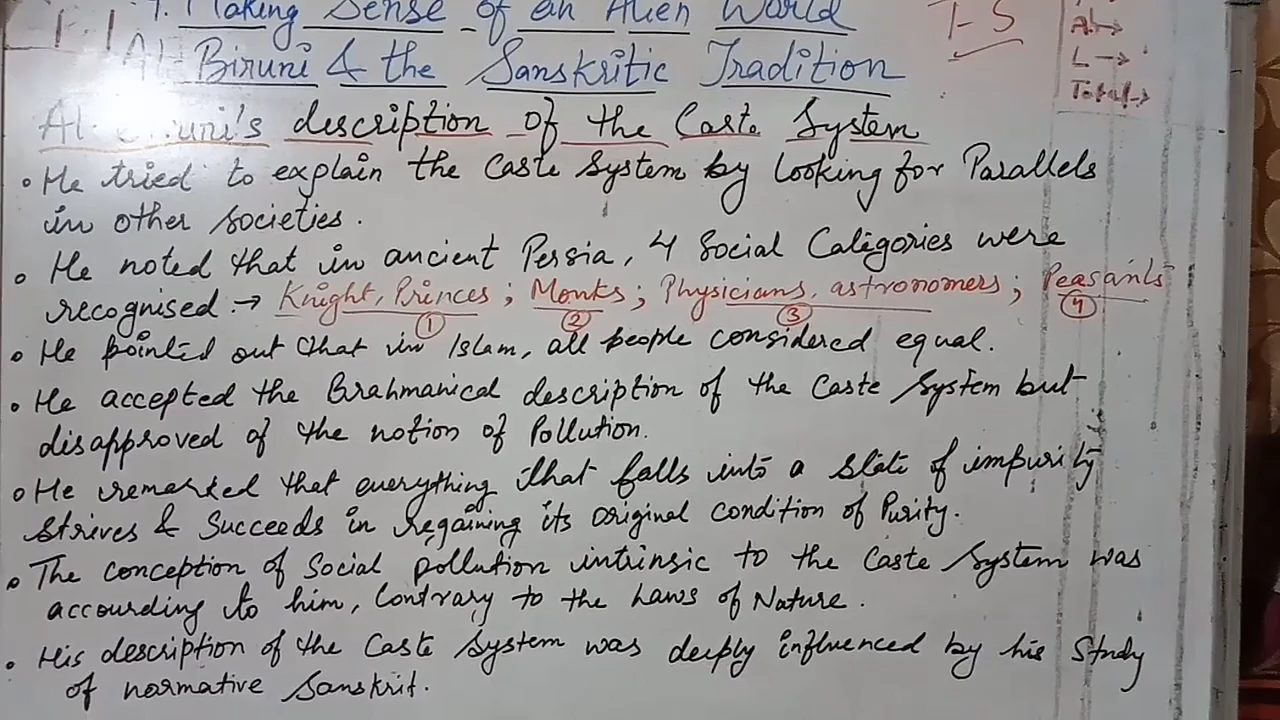 7. Making Sense of an Alien World
Biruni & the Sanskritic Tradition
T-S
L →
Total→
description of the Caste System
• He tried to explain the Caste System by looking for Parallels
in other societies.
• He noted that in ancient Persia, 4 Social Categories were
recognised → Knight, Princes ; Monks ; Physicians, astronomers ; Peasants
1 2 3 4
• He pointed out that in Islam, all people considered equal.
• He accepted the Brahmanical description of the Caste System but
disapproved of the notion of Pollution.
• He remarked that everything that falls into a state of impurity
Strives & Succeeds in regaining its original condition of Purity.
• The conception of Social pollution intrinsic to the Caste System was
accourding to him, Contrary to the Laws of Nature.
• His description of the Caste System was deeply influenced by his Study
of normative Sanskrit.